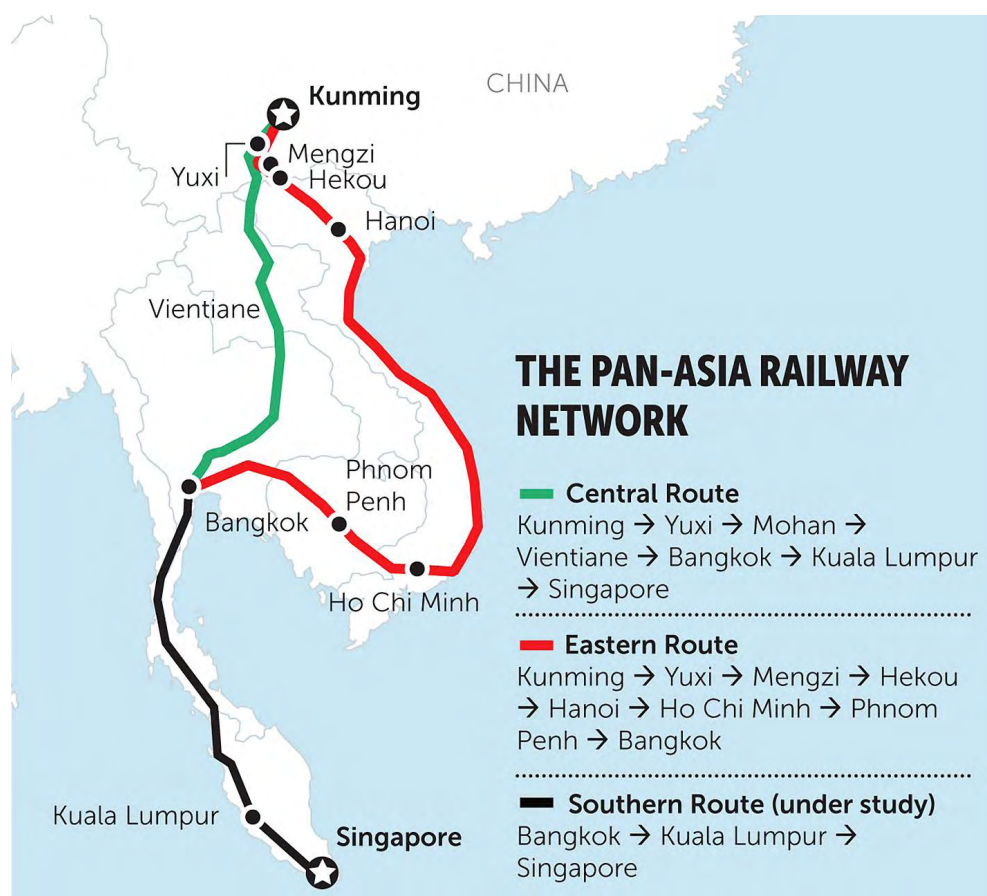 CHINA
Kunming
Mengzi
Yuxi
Hekou
Hanoi
Vientiane
THE PAN-ASIA RAILWAY
NETWORK
Phnom
Penh
Bangkok
Ho Chi Minh
Central Route
Kunming → Yuxi → Mohan →
Vientiane → Bangkok → Kuala Lumpur
→ Singapore
Eastern Route
Kunming → Yuxi → Mengzi → Hekou
→ Hanoi → Ho Chi Minh → Phnom
Penh → Bangkok
Southern Route (under study)
Bangkok → Kuala Lumpur →
Singapore
Kuala Lumpur
Singapore